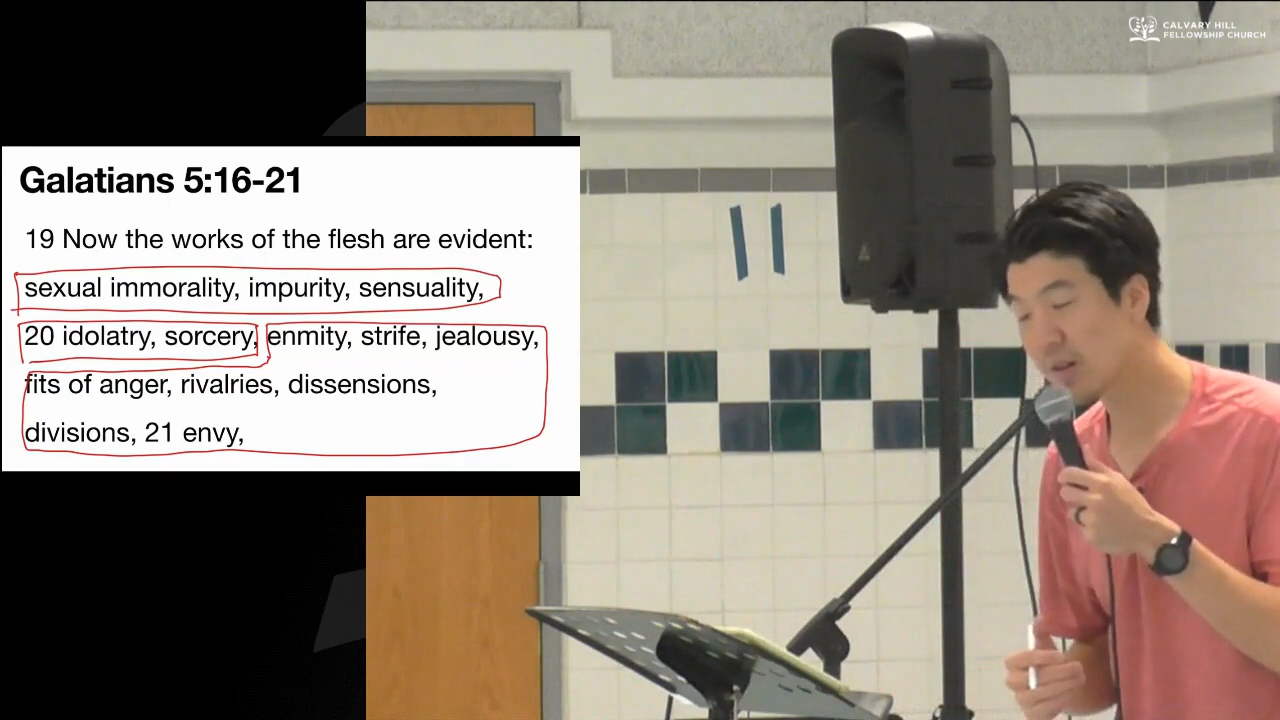 CALVARY HILL
FELLOWSHIP CHURCH
Galatians 5:16-21
19 Now the works of the flesh are evident:
sexual immorality, impurity, sensuality,
20 idolatry, sorcery, enmity, strife, jealousy,
fits of anger, rivalries, dissensions,
divisions, 21 envy,